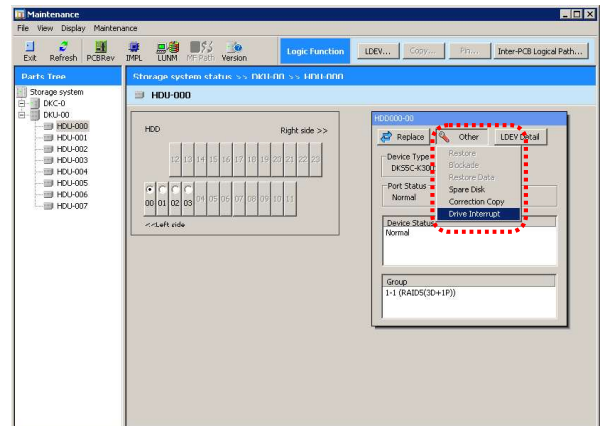 Maintenance
File View Display Maintenance
Exit Refresh PCBRev IMPL LUNM MF Path Version Logic Function LDEV... Copy... Pin... Inter-PCB Logical Path...
Parts Tree
Storage system status >> DKU-00 >> HDU-000
Storage system
DKC-0
DKU-00
HDU-000
HDU-001
HDU-002
HDU-003
HDU-004
HDU-005
HDU-006
HDU-007
HDU-000
HDD Right side >>
12 13 14 15 16 17 18 19 20 21 22 23
00 01 02 03 04 05 06 07 08 09 10 11
<<Left side
HDD000-00
Replace Other LDEV Detail
Device Type
DKS5C-K300
Port Status
Normal
Restore
Blockade
Restore Data
Spare Disk
Correction Copy
Drive Interrupt
Device Status
Normal
Group
1-1 (RAID5(3D+1P))